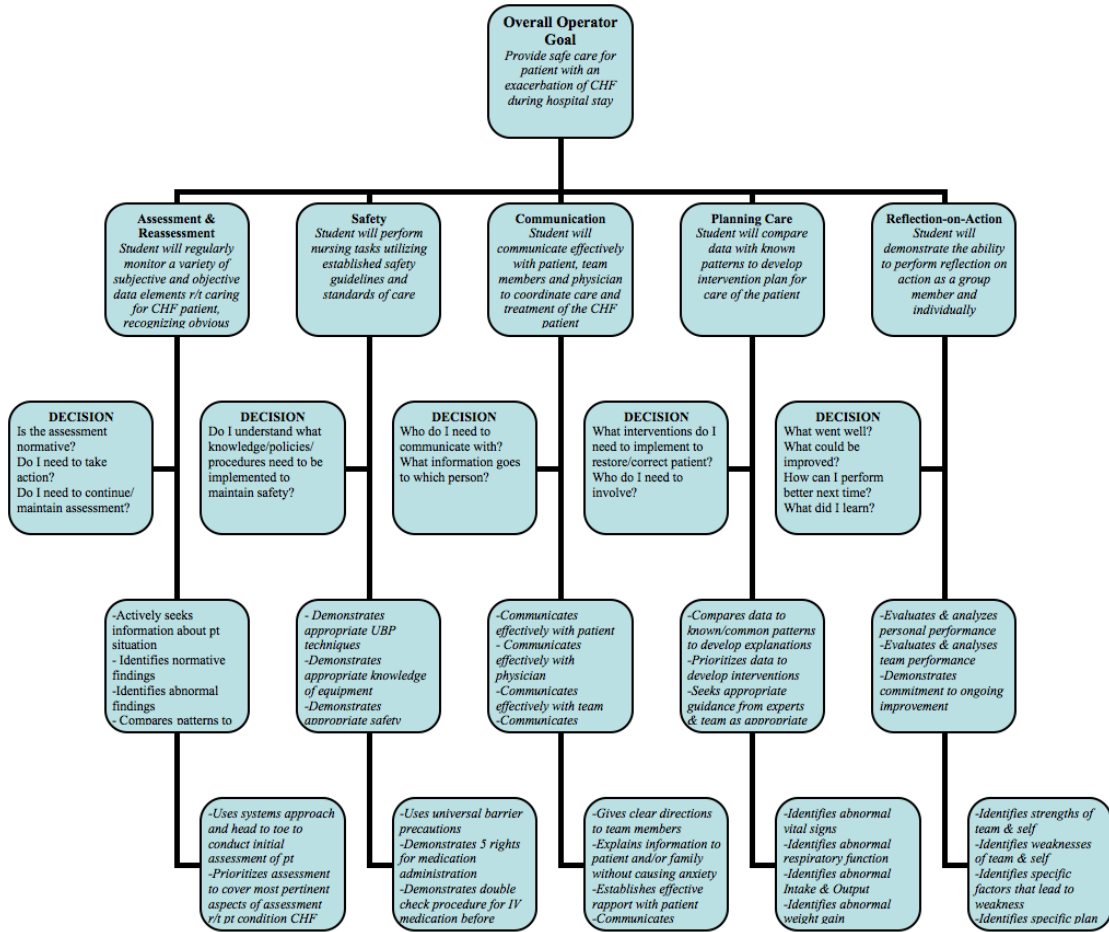 Overall Operator
Goal
Provide safe care for
patient with an
exacerbation of CHF
during hospital stay
Assessment &
Reassessment
Student will regularly
monitor a variety of
subjective and objective
data elements r/t caring
for CHF patient,
recognizing obvious
Safety
Student will perform
nursing tasks utilizing
established safety
guidelines and
standards of care
Communication
Student will
communicate effectively
with patient, team
members and physician
to coordinate care and
treatment of the CHF
patient
Planning Care
Student will compare
data with known
patterns to develop
intervention plan for
care of the patient
Reflection-on-Action
Student will
demonstrate the ability
to perform reflection on
action as a group
member and
individually
DECISION
Is the assessment
normative?
Do I need to take
action?
Do I need to continue/
maintain assessment?
DECISION
Do I understand what
knowledge/policies/
procedures need to be
implemented to
maintain safety?
DECISION
Who do I need to
communicate with?
What information goes
to which person?
DECISION
What interventions do I
need to implement to
restore/correct patient?
Who do I need to
involve?
DECISION
What went well?
What could be
improved?
How can I perform
better next time?
What did I learn?
-Actively seeks
information about pt
situation
- Identifies normative
findings
-Identifies abnormal
findings
- Compares patterns to
- Demonstrates
appropriate UBP
techniques
-Demonstrates
appropriate knowledge
of equipment
-Demonstrates
appropriate safety
-Communicates
effectively with patient
- Communicates
effectively with
physician
-Communicates
effectively with team
-Communicates
-Compares data to
known/common patterns
to develop explanations
-Prioritizes data to
develop interventions
-Seeks appropriate
guidance from experts
& team as appropriate
-Evaluates & analyzes
personal performance
-Evaluates & analyses
team performance
-Demonstrates
commitment to ongoing
improvement
-Uses systems approach
and head to toe to
conduct initial
assessment of pt
-Prioritizes assessment
to cover most pertinent
aspects of assessment
r/t pt condition CHF
-Uses universal barrier
precautions
-Demonstrates 5 rights
for medication
administration
-Demonstrates double
check procedure for IV
medication before
-Gives clear directions
to team members
-Explains information to
patient and/or family
without causing anxiety
-Establishes effective
rapport with patient
-Communicates
-Identifies abnormal
vital signs
-Identifies abnormal
respiratory function
-Identifies abnormal
Intake & Output
-Identifies abnormal
weight gain
-Identifies strengths of
team & self
-Identifies weaknesses
of team & self
-Identifies specific
factors that lead to
weakness
-Identifies specific plan